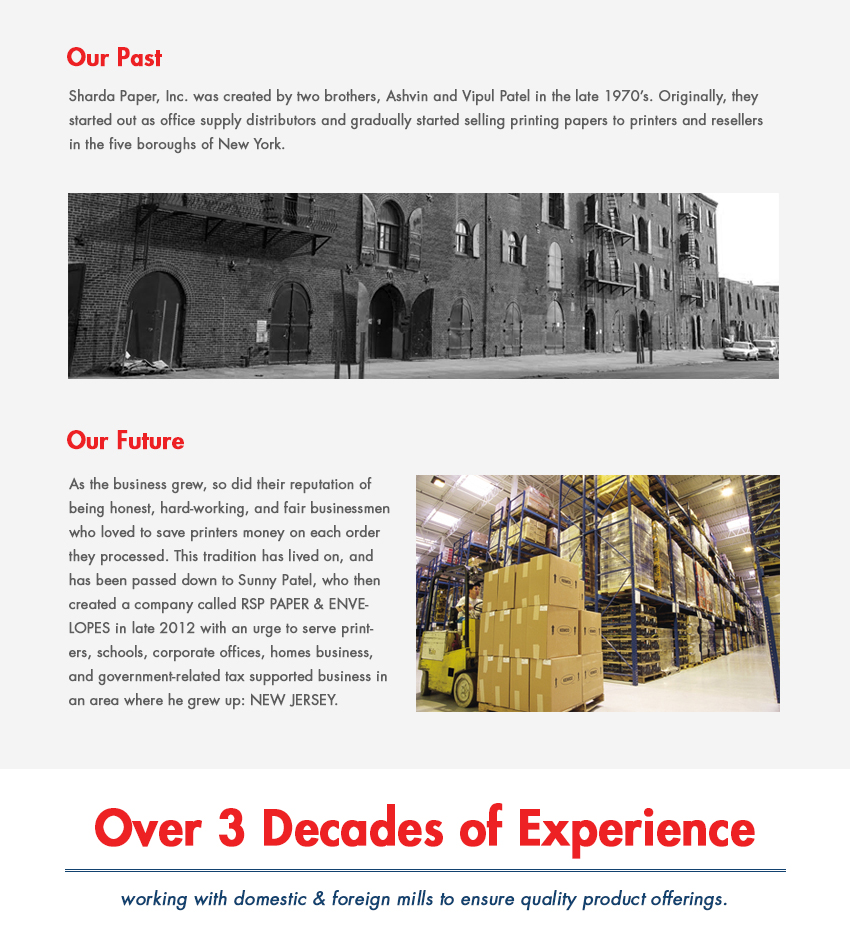 Our Past
Sharda Paper, Inc. was created by two brothers, Ashvin and Vipul Patel in the late 1970's. Originally, they
started out as office supply distributors and gradually started selling printing papers to printers and resellers
in the five boroughs of New York.
Our Future
As the business grew, so did their reputation of
being honest, hard-working, and fair businessmen
who loved to save printers money on each order
they processed. This tradition has lived on, and
has been passed down to Sunny Patel, who then
created a company called RSP PAPER & ENVE-
LOPES in late 2012 with an urge to serve print-
ers, schools, corporate offices, homes business,
and government-related tax supported business in
an area where he grew up: NEW JERSEY.
Over 3 Decades of Experience
working with domestic & foreign mills to ensure quality product offerings.